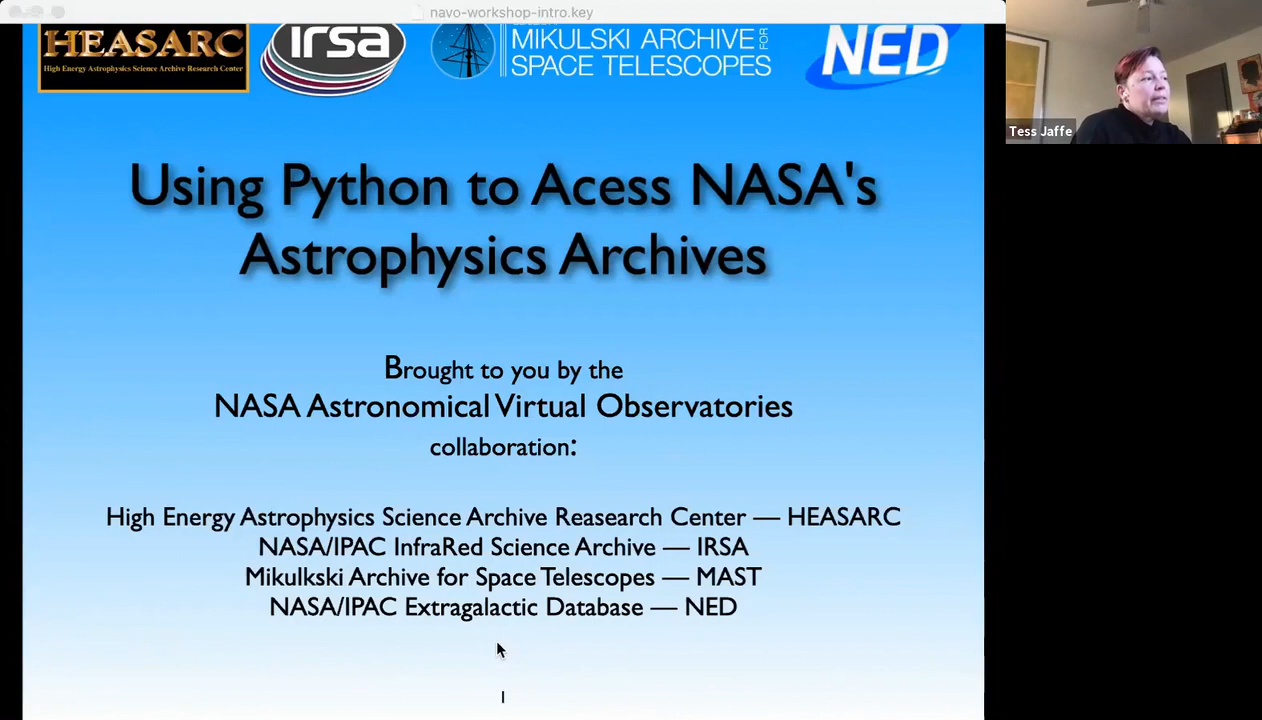 navo-workshop-intro.key
HEASARC
High Energy Astrophysics Science Archive Research Center
irsa
MIKULSKI ARCHIVE FOR
SPACE TELESCOPES
NED
Tess Jaffe
Using Python to Acess NASA's
Astrophysics Archives
Brought to you by the
NASA Astronomical Virtual Observatories
collaboration:
High Energy Astrophysics Science Archive Reasearch Center — HEASARC
NASA/IPAC InfraRed Science Archive — IRSA
Mikulkski Archive for Space Telescopes — MAST
NASA/IPAC Extragalactic Database — NED
1